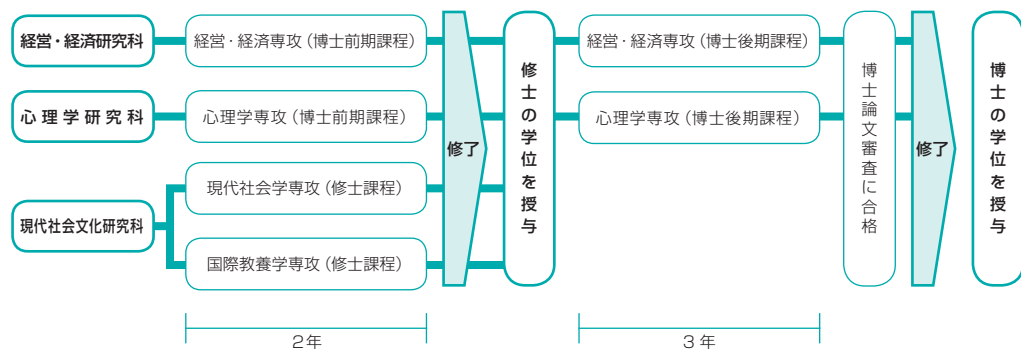 経営・経済研究科
経営・経済専攻（博士前期課程）
心理学研究科
心理学専攻（博士前期課程）
現代社会文化研究科
現代社会学専攻（修士課程）
国際教養学専攻（修士課程）
修了
修士の学位を授与
経営・経済専攻（博士後期課程）
心理学専攻（博士後期課程）
博士論文審査に合格
修了
博士の学位を授与
2年
3年